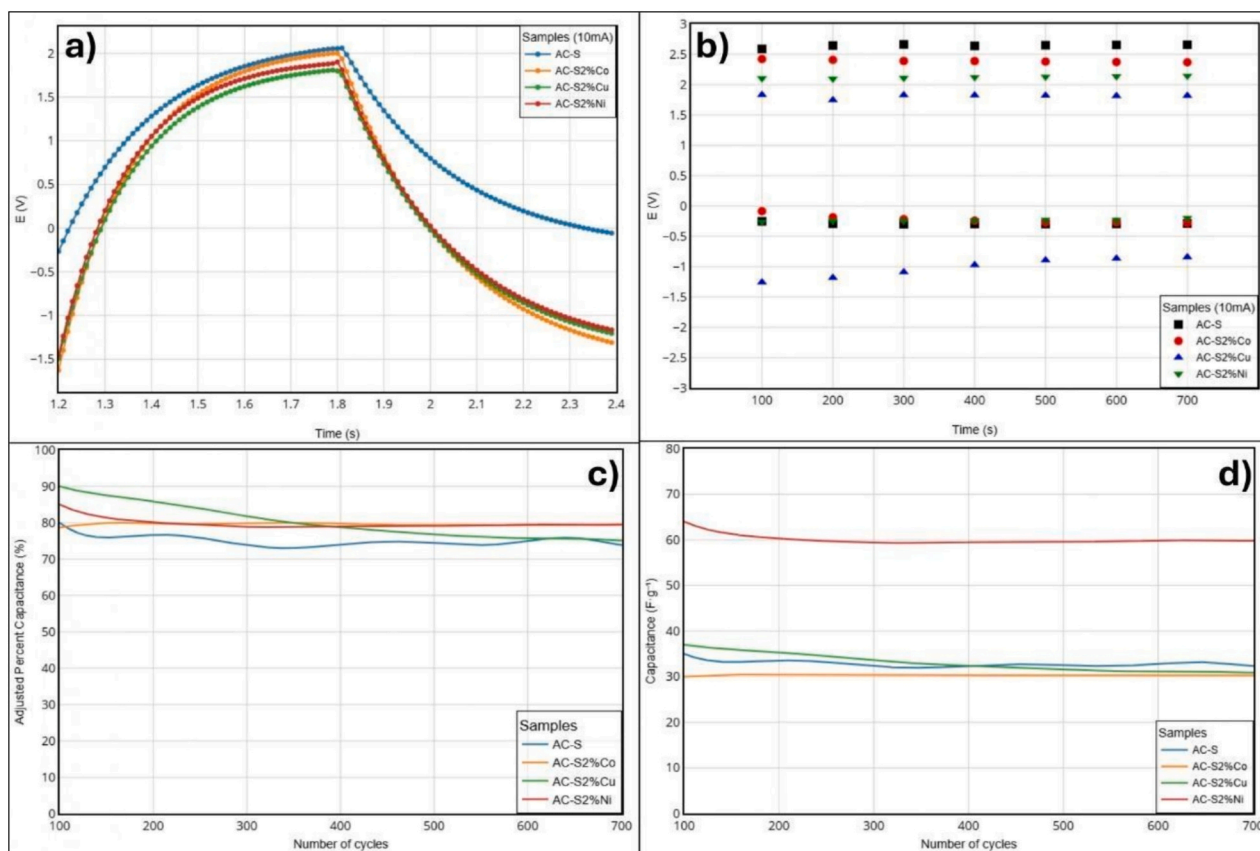 a)
Samples (10mA)
AC-S
AC-S2%Co
AC-S2%Cu
AC-S2%Ni
E (V)
2
1.5
1
0.5
0
−0.5
−1
−1.5
1.2 1.3 1.4 1.5 1.6 1.7 1.8 1.9 2 2.1 2.2 2.3 2.4
Time (s)
b)
E (V)
3
2.5
2
1.5
1
0.5
0
−0.5
−1
−1.5
−2
−2.5
−3
Samples (10mA)
AC-S
AC-S2%Co
AC-S2%Cu
AC-S2%Ni
100 200 300 400 500 600 700
Time (s)
c)
Adjusted Percent Capacitance (%)
100
90
80
70
60
50
40
30
20
10
0
Samples
AC-S
AC-S2%Co
AC-S2%Cu
AC-S2%Ni
100 200 300 400 500 600 700
Number of cycles
d)
Capacitance (F·g⁻¹)
80
70
60
50
40
30
20
10
0
Samples
AC-S
AC-S2%Co
AC-S2%Cu
AC-S2%Ni
100 200 300 400 500 600 700
Number of cycles